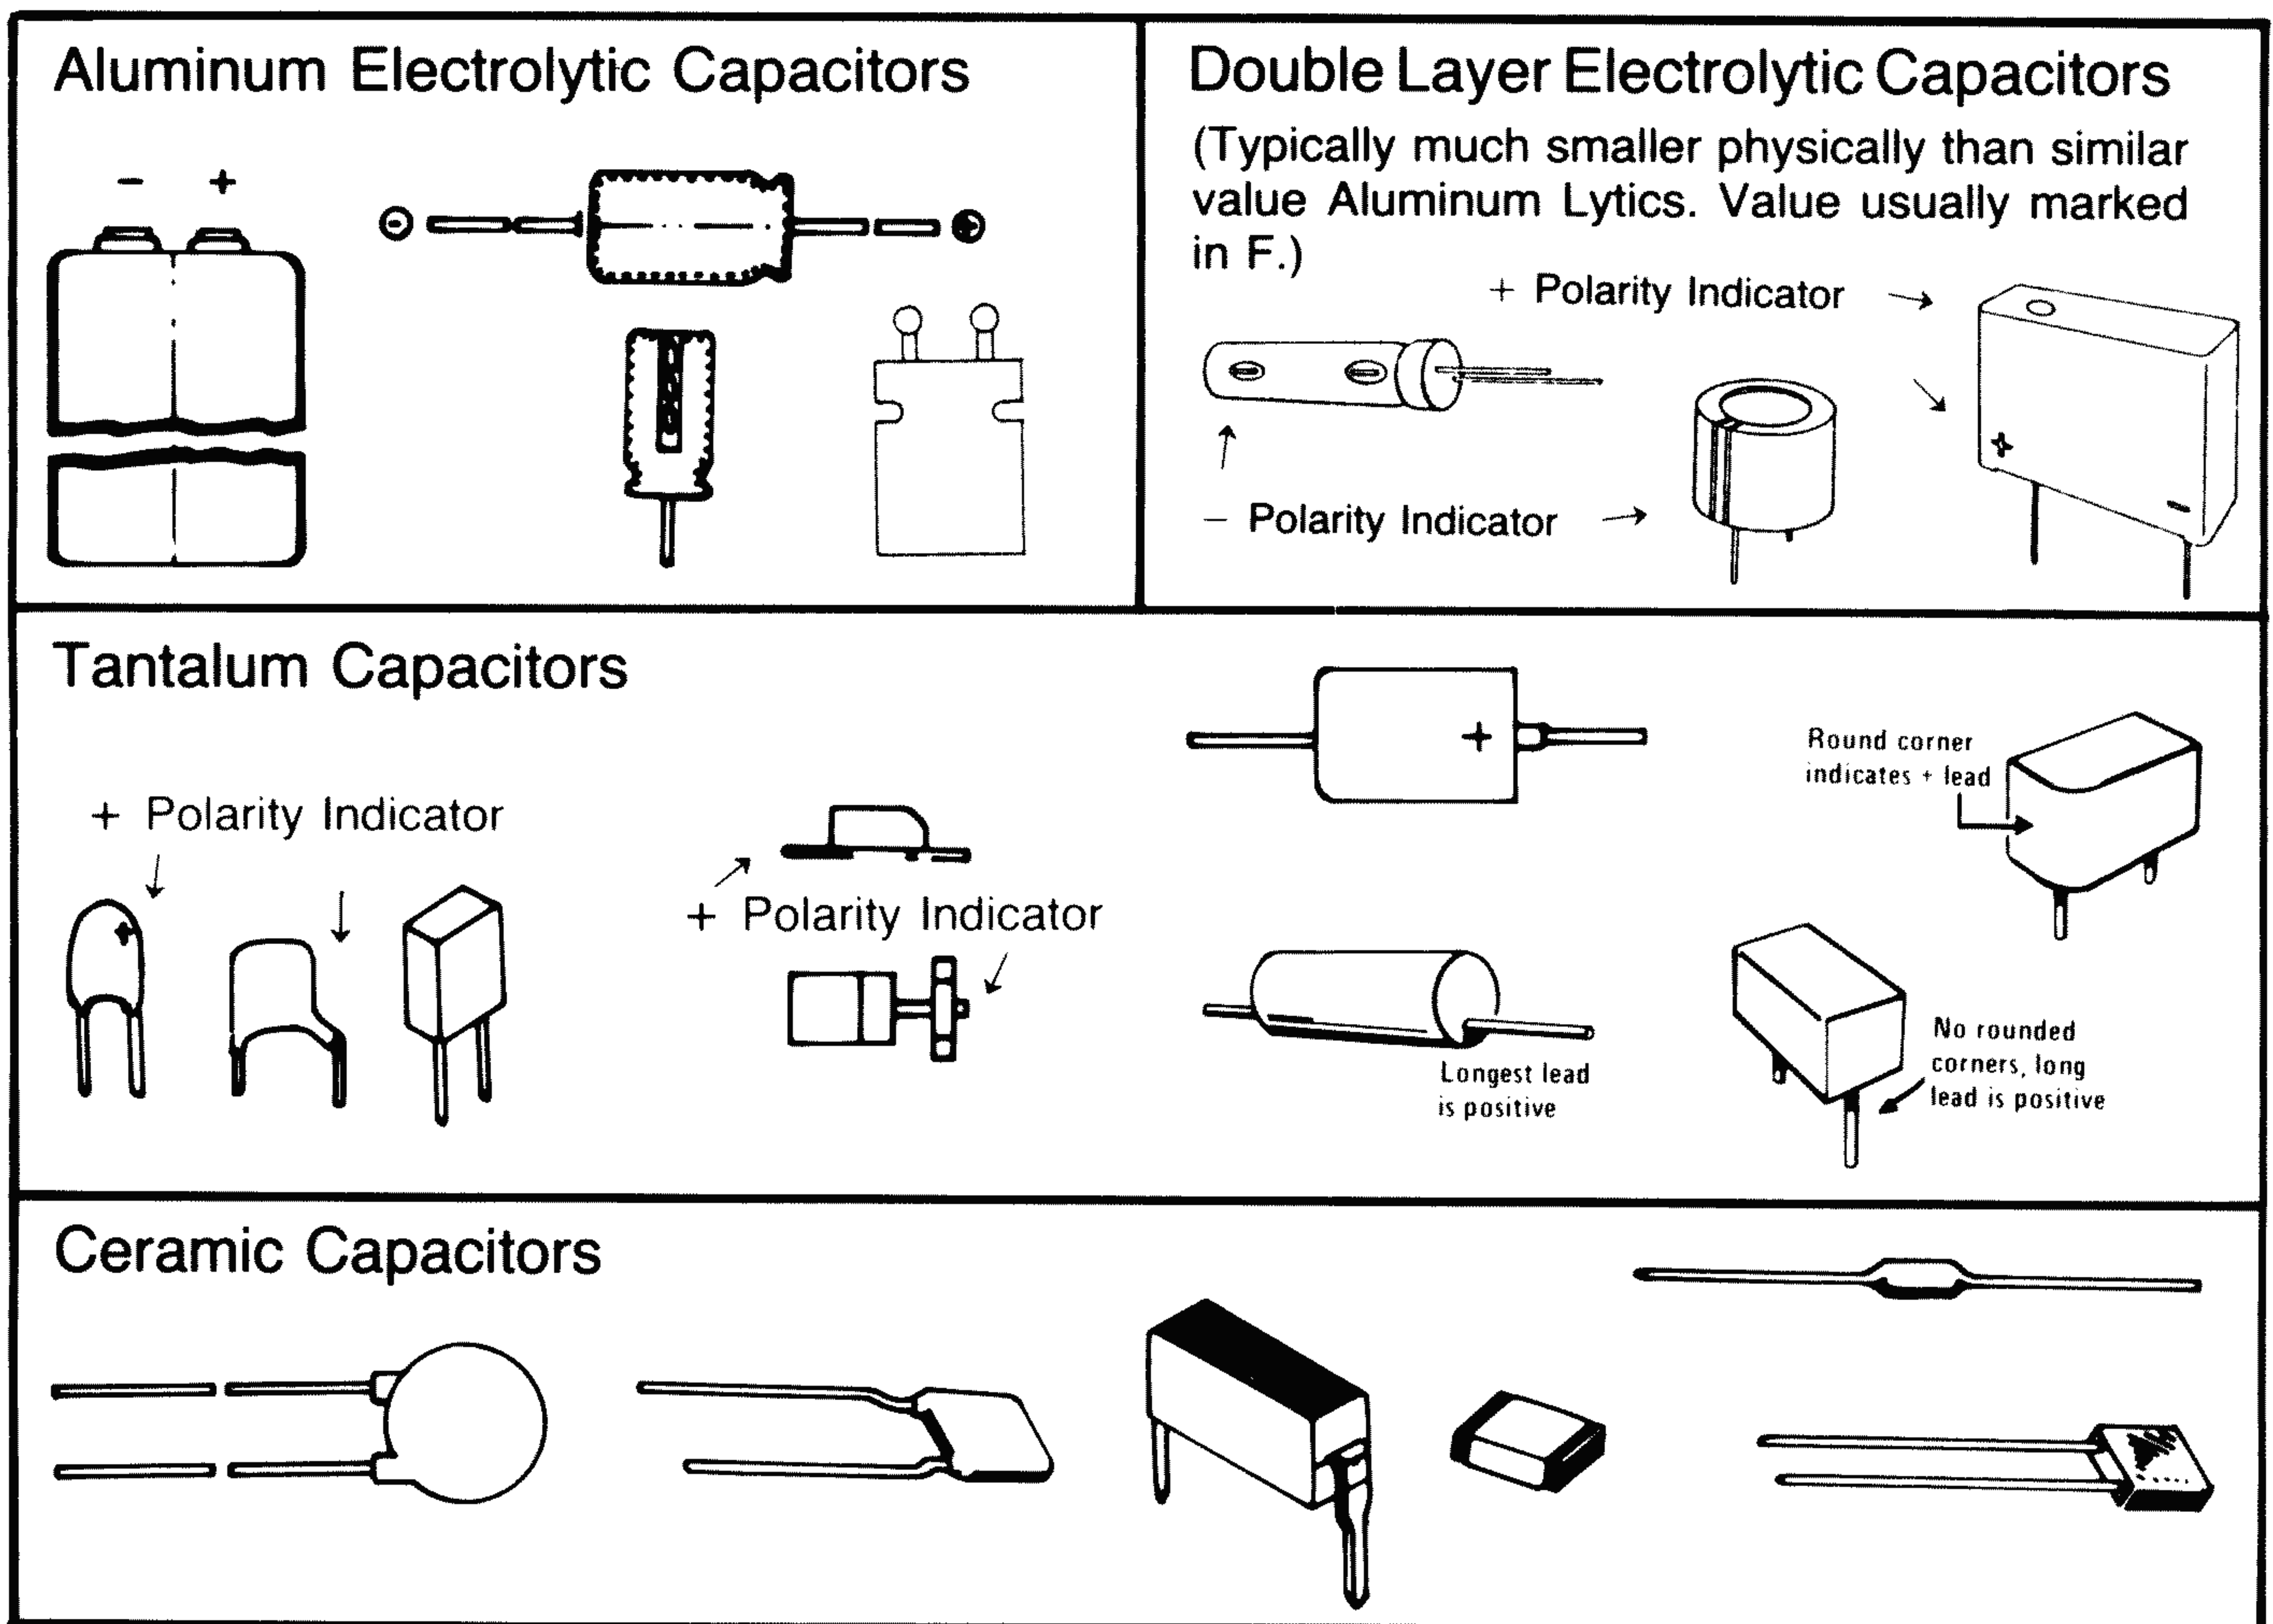 Aluminum Electrolytic Capacitors
- +
- +
Double Layer Electrolytic Capacitors
(Typically much smaller physically than similar
value Aluminum Lytics. Value usually marked
in F.)
+ Polarity Indicator →
- Polarity Indicator →
+
-
Tantalum Capacitors
+ Polarity Indicator
+
+ Polarity Indicator
+
Round corner
indicates + lead
Longest lead
is positive
No rounded
corners, long
lead is positive
Ceramic Capacitors